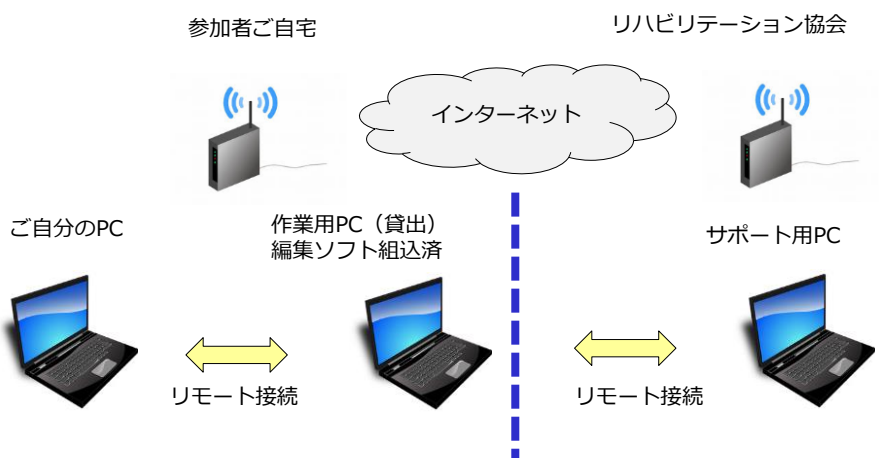 参加者ご自宅
リハビリテーション協会
インターネット
ご自分のPC
作業用PC（貸出）
編集ソフト組込済
サポート用PC
リモート接続
リモート接続